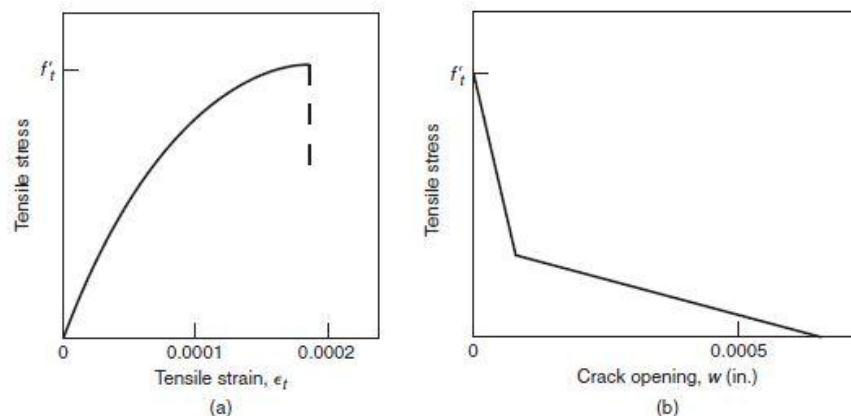 f't
Tensile stress
0
0.0001
0.0002
Tensile strain, ϵt
(a)
f't
Tensile stress
0
0.0005
Crack opening, w (in.)
(b)